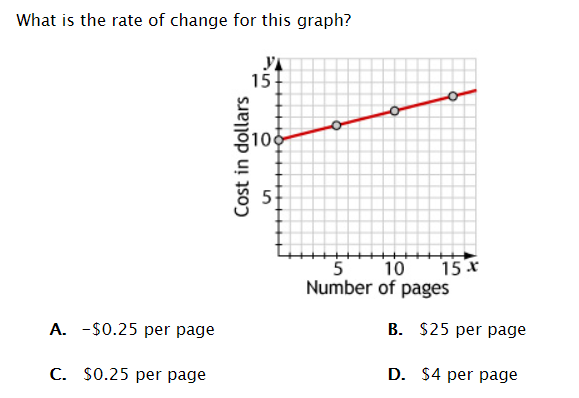 What is the rate of change for this graph?
y
15
10
5
Cost in dollars
5 10 15 x
Number of pages
A. -$0.25 per page
B. $25 per page
C. $0.25 per page
D. $4 per page